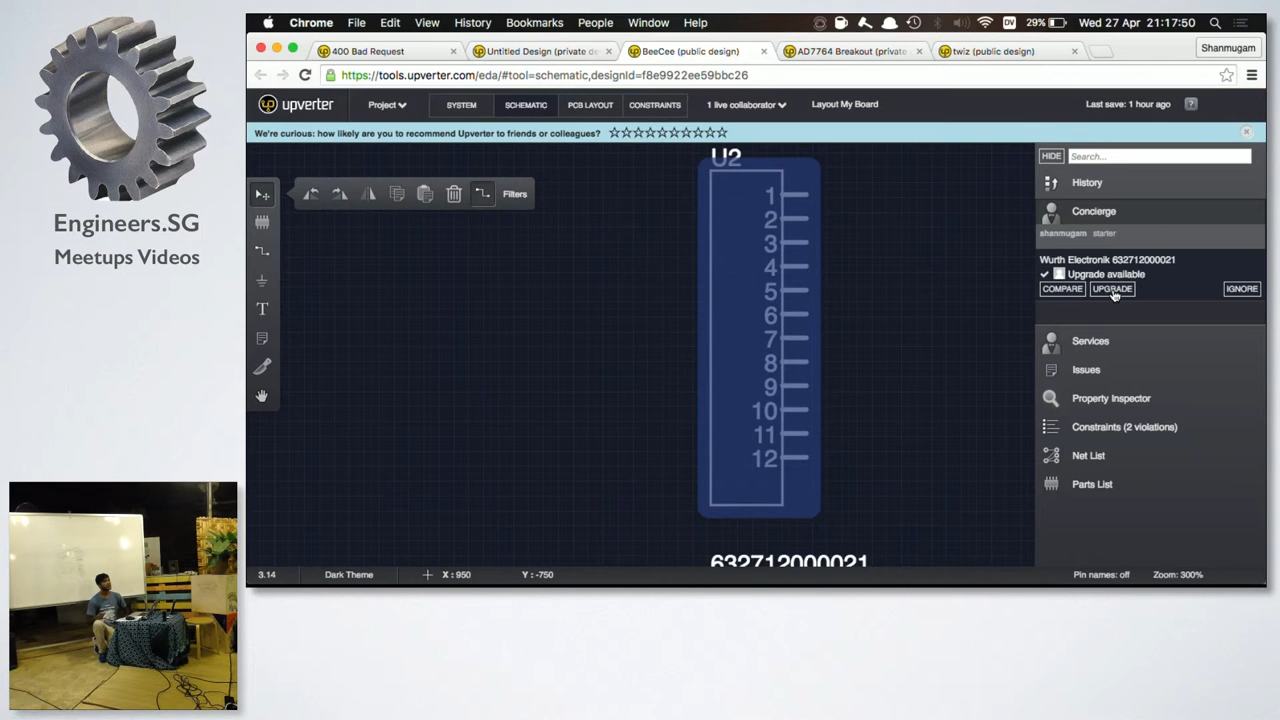 Engineers.SG
Meetups Videos
Chrome File Edit View History Bookmarks People Window Help
DV 29% Wed 27 Apr 21:17:50
400 Bad Request
Untitled Design (private de
BeeCee (public design)
AD7764 Breakout (private
twiz (public design)
Shanmugam
https://tools.upverter.com/eda/#tool=schematic,designId=f8e9922ee59bbc26
up upverter
Project
SYSTEM
SCHEMATIC
PCB LAYOUT
CONSTRAINTS
1 live collaborator
Layout My Board
Last save: 1 hour ago
?
We're curious: how likely are you to recommend Upverter to friends or colleagues?
Filters
T
U2
1
2
3
4
5
6
7
8
9
10
11
12
632712000021
HIDE
Search...
History
Concierge
shanmugam starter
Wurth Electronik 632712000021
Upgrade available
COMPARE
UPGRADE
IGNORE
Services
Issues
Property Inspector
Constraints (2 violations)
Net List
Parts List
3.14
Dark Theme
X : 950
Y : -750
Pin names: off
Zoom: 300%